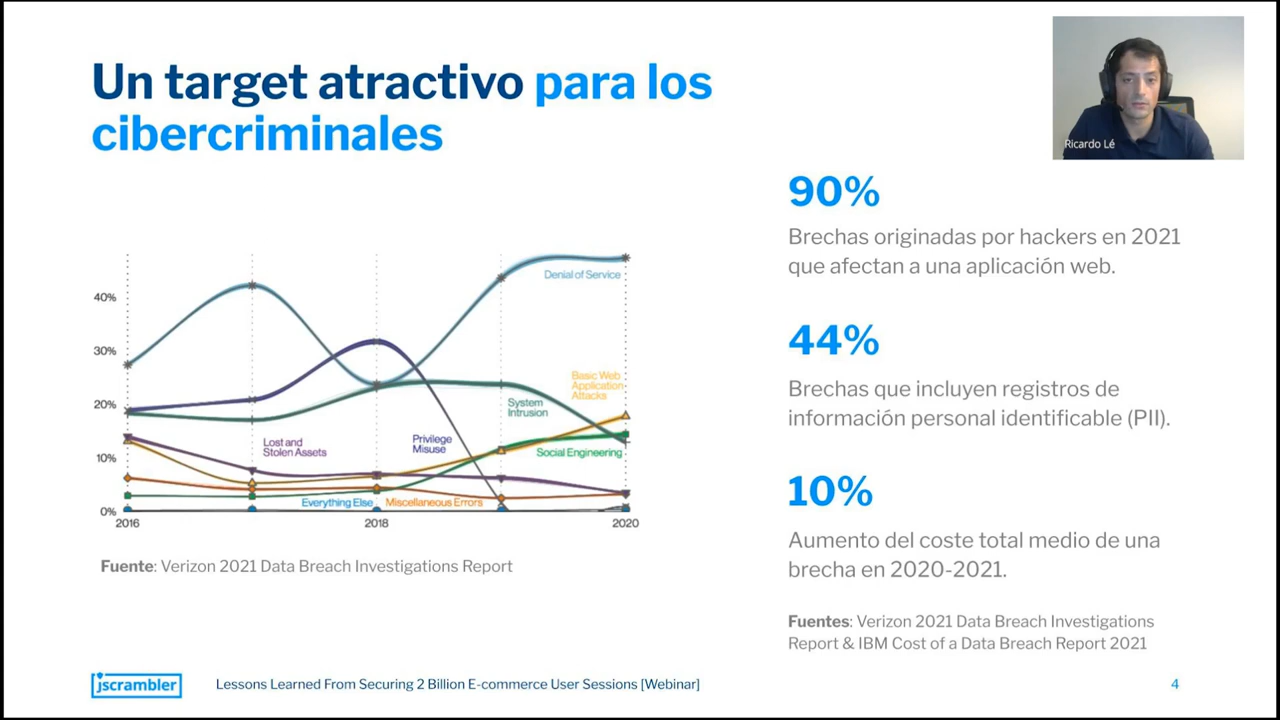 Un target atractivo para los
cibercriminales
Ricardo Lé
90%
Brechas originadas por hackers en 2021
que afectan a una aplicación web.
44%
Brechas que incluyen registros de
información personal identificable (PII).
10%
Aumento del coste total medio de una
brecha en 2020-2021.
Fuentes: Verizon 2021 Data Breach Investigations
Report & IBM Cost of a Data Breach Report 2021
40%
30%
20%
10%
0%
2016
2018
2020
Denial of Service
Basic Web
Application
Attacks
System
Intrusion
Lost and
Stolen Assets
Privilege
Misuse
Social Engineering
Everything Else
Miscellaneous Errors
Fuente: Verizon 2021 Data Breach Investigations Report
jscrambler
Lessons Learned From Securing 2 Billion E-commerce User Sessions [Webinar]
4